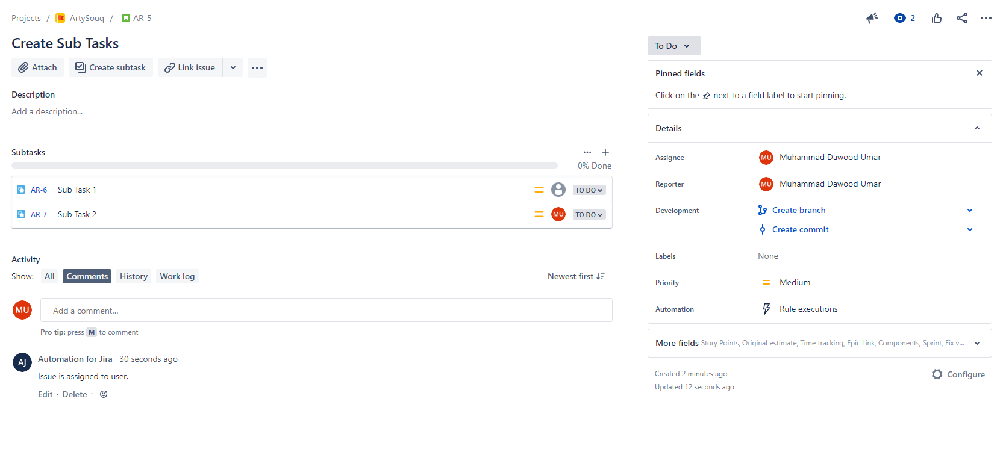 Projects / ArtySouq / AR-5
2
Create Sub Tasks
Attach
Create subtask
Link issue
Description
Add a description...
Subtasks
0% Done
AR-6 Sub Task 1 TO DO
AR-7 Sub Task 2 MU TO DO
Activity
Show: All Comments History Work log Newest first
MU Add a comment...
Pro tip: press M to comment
AJ Automation for Jira 30 seconds ago
Issue is assigned to user.
Edit · Delete ·
To Do
Pinned fields
Click on the next to a field label to start pinning.
Details
Assignee MU Muhammad Dawood Umar
Reporter MU Muhammad Dawood Umar
Development Create branch
Create commit
Labels None
Priority Medium
Automation Rule executions
More fields Story Points, Original estimate, Time tracking, Epic Link, Components, Sprint, Fix v...
Created 2 minutes ago
Updated 12 seconds ago
Configure